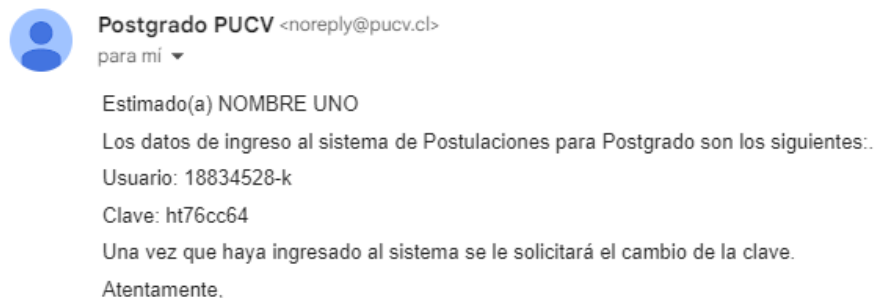 Postgrado PUCV <noreply@pucv.cl>
para mí
Estimado(a) NOMBRE UNO
Los datos de ingreso al sistema de Postulaciones para Postgrado son los siguientes:.
Usuario: 18834528-k
Clave: ht76cc64
Una vez que haya ingresado al sistema se le solicitará el cambio de la clave.
Atentamente,